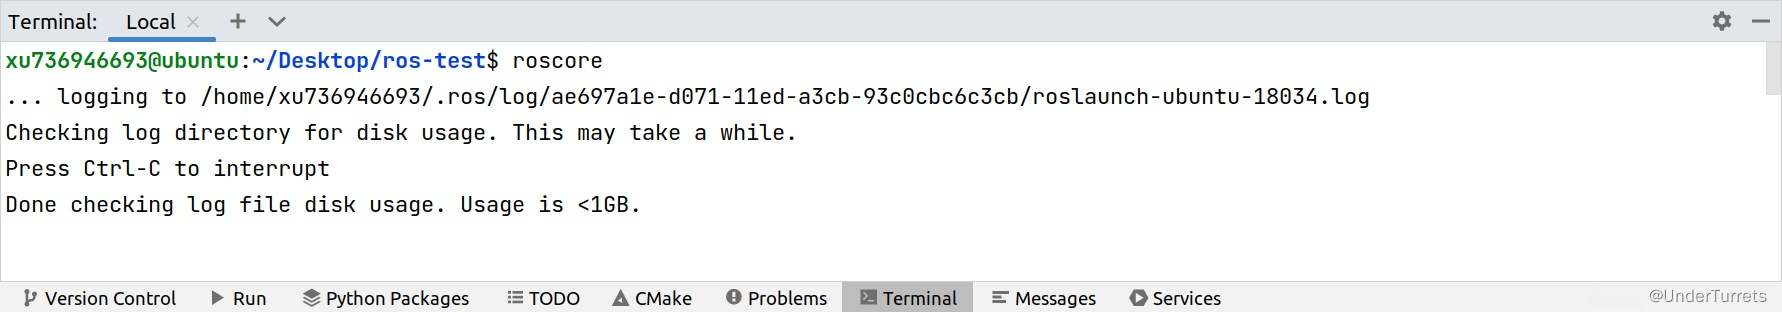 Terminal: Local
xu736946693@ubuntu:~/Desktop/ros-test$ roscore
... logging to /home/xu736946693/.ros/log/ae697a1e-d071-11ed-a3cb-93c0cbc6c3cb/roslaunch-ubuntu-18034.log
Checking log directory for disk usage. This may take a while.
Press Ctrl-C to interrupt
Done checking log file disk usage. Usage is <1GB.
Version Control Run Python Packages TODO CMake Problems Terminal Messages Services @UnderTurrets